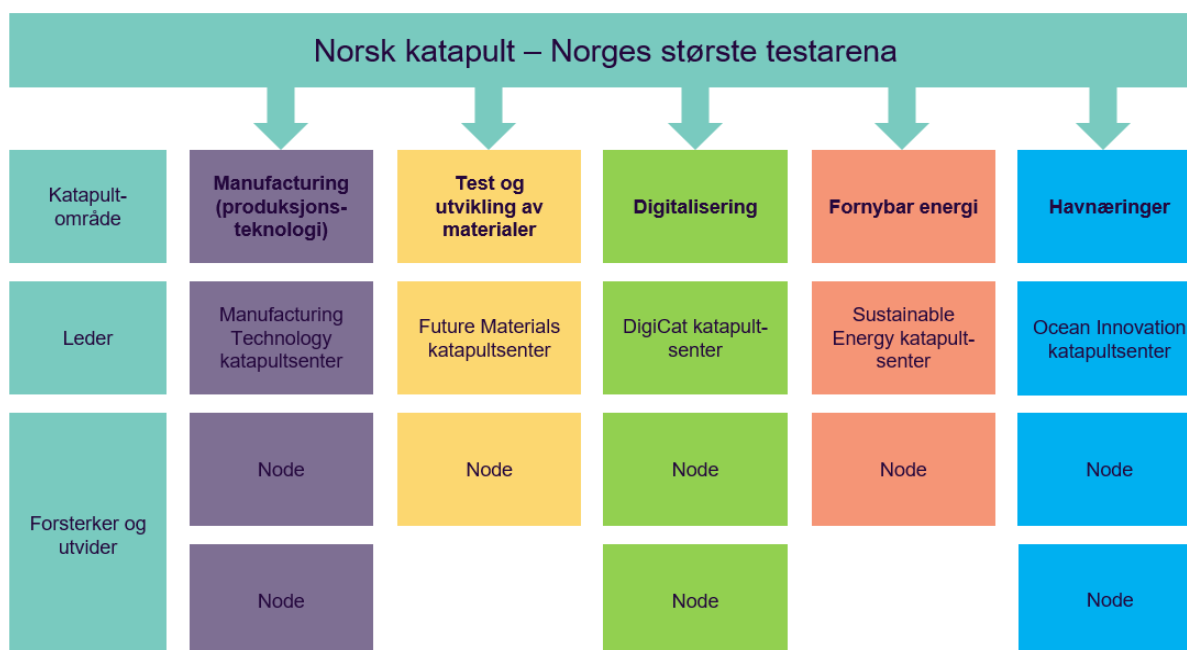 Norsk katapult – Norges største testarena
Katapult-
område
Manufacturing
(produksjons-
teknologi)
Test og
utvikling av
materialer
Digitalisering
Fornybar energi
Havnæringer
Leder
Manufacturing
Technology
katapultsenter
Future Materials
katapultsenter
DigiCat katapult-
senter
Sustainable
Energy katapult-
senter
Ocean Innovation
katapultsenter
Forsterker og
utvider
Node
Node
Node
Node
Node
Node
Node
Node